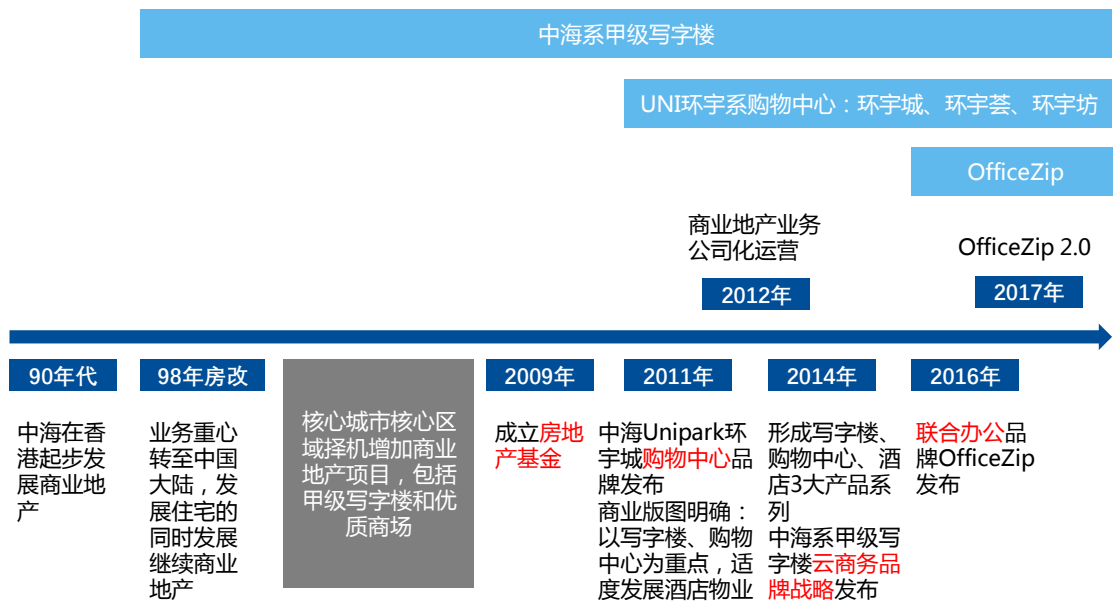 中海系甲级写字楼
UNI环宇系购物中心：环宇城、环宇荟、环宇坊
OfficeZip
商业地产业务
公司化运营
OfficeZip 2.0
2012年
2017年
90年代
98年房改
2009年
2011年
2014年
2016年
中海在香
港起步发
展商业地
产
业务重心
转至中国
大陆，发
展住宅的
同时发展
继续商业
地产
核心城市核心区
域择机增加商业
地产项目，包括
甲级写字楼和优
质商场
成立房地
产基金
中海Unipark环
宇城购物中心品
牌发布
商业版图明确：
以写字楼、购物
中心为重点，适
度发展酒店物业
形成写字楼、
购物中心、酒
店3大产品系
列
中海系甲级写
字楼云商务品
牌战略发布
联合办公品
牌OfficeZip
发布